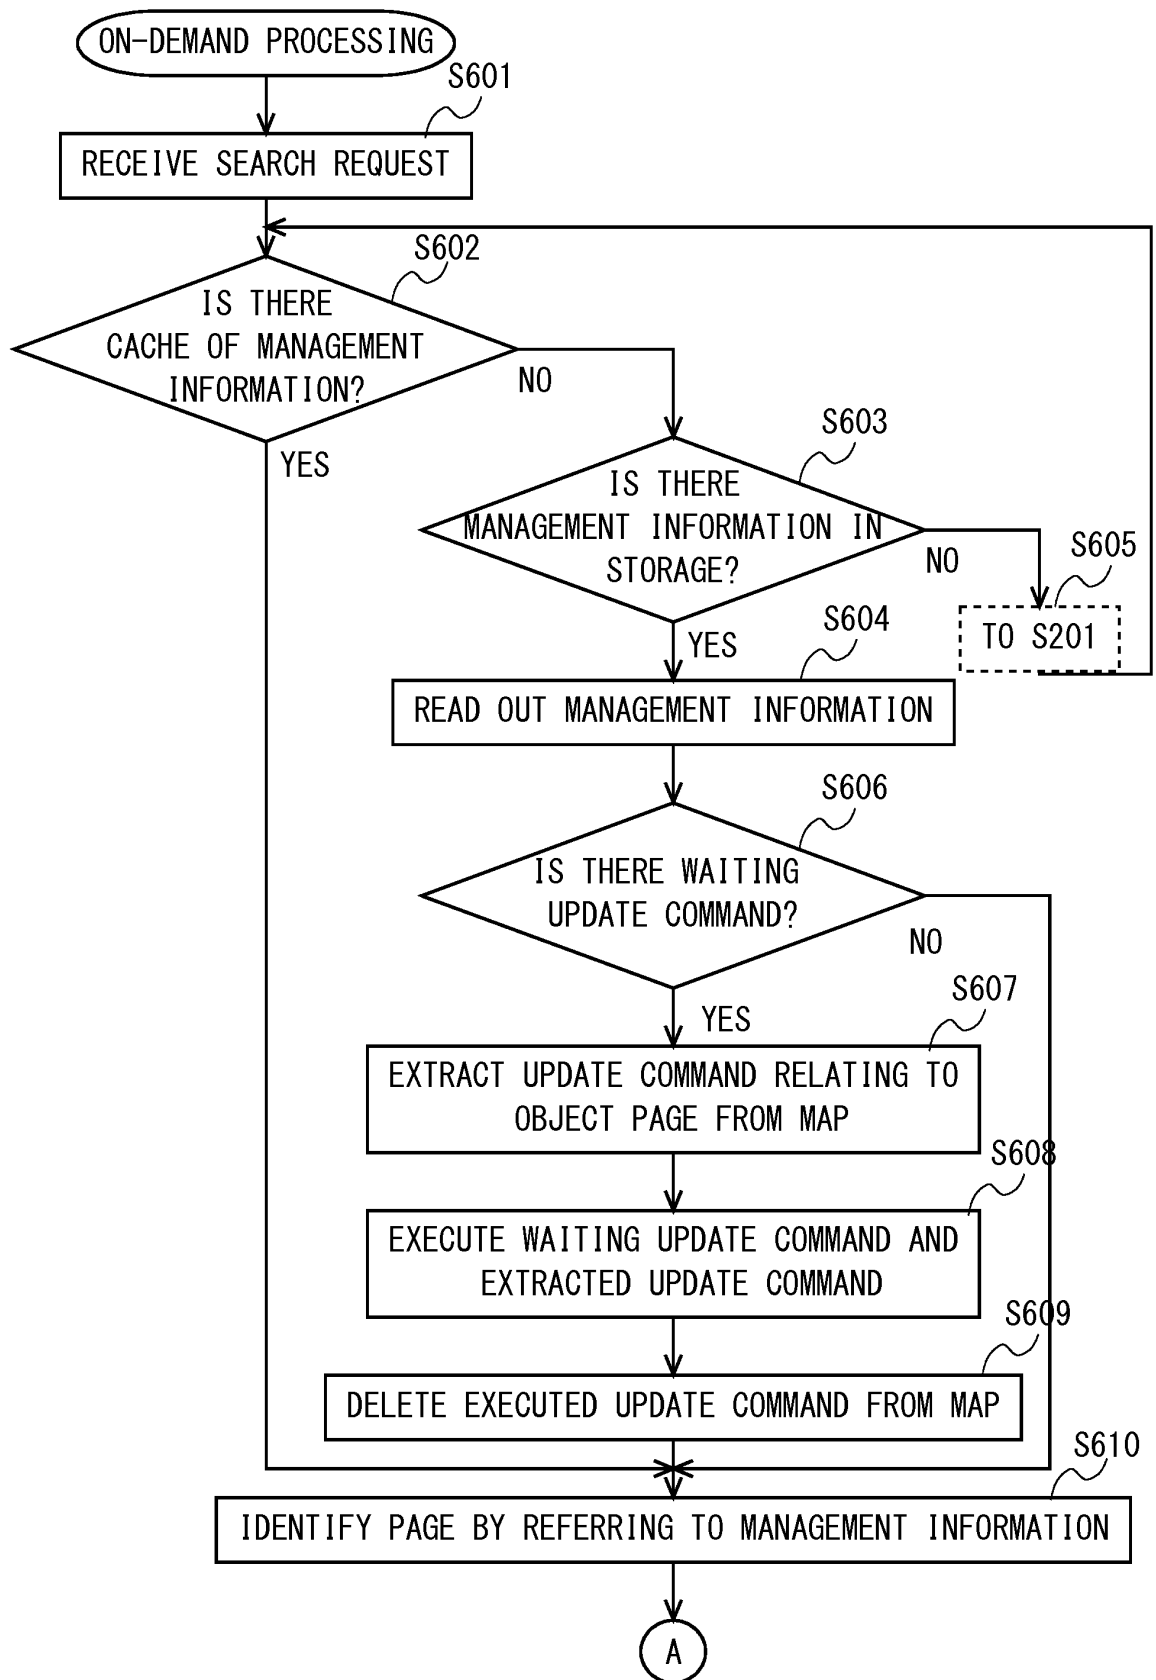 ON-DEMAND PROCESSING
S601
RECEIVE SEARCH REQUEST
S602
IS THERE
CACHE OF MANAGEMENT
INFORMATION?
NO
YES
S603
IS THERE
MANAGEMENT INFORMATION IN
STORAGE?
NO
S605
TO S201
YES
S604
READ OUT MANAGEMENT INFORMATION
S606
IS THERE WAITING
UPDATE COMMAND?
NO
YES
S607
EXTRACT UPDATE COMMAND RELATING TO
OBJECT PAGE FROM MAP
S608
EXECUTE WAITING UPDATE COMMAND AND
EXTRACTED UPDATE COMMAND
S609
DELETE EXECUTED UPDATE COMMAND FROM MAP
S610
IDENTIFY PAGE BY REFERRING TO MANAGEMENT INFORMATION
A